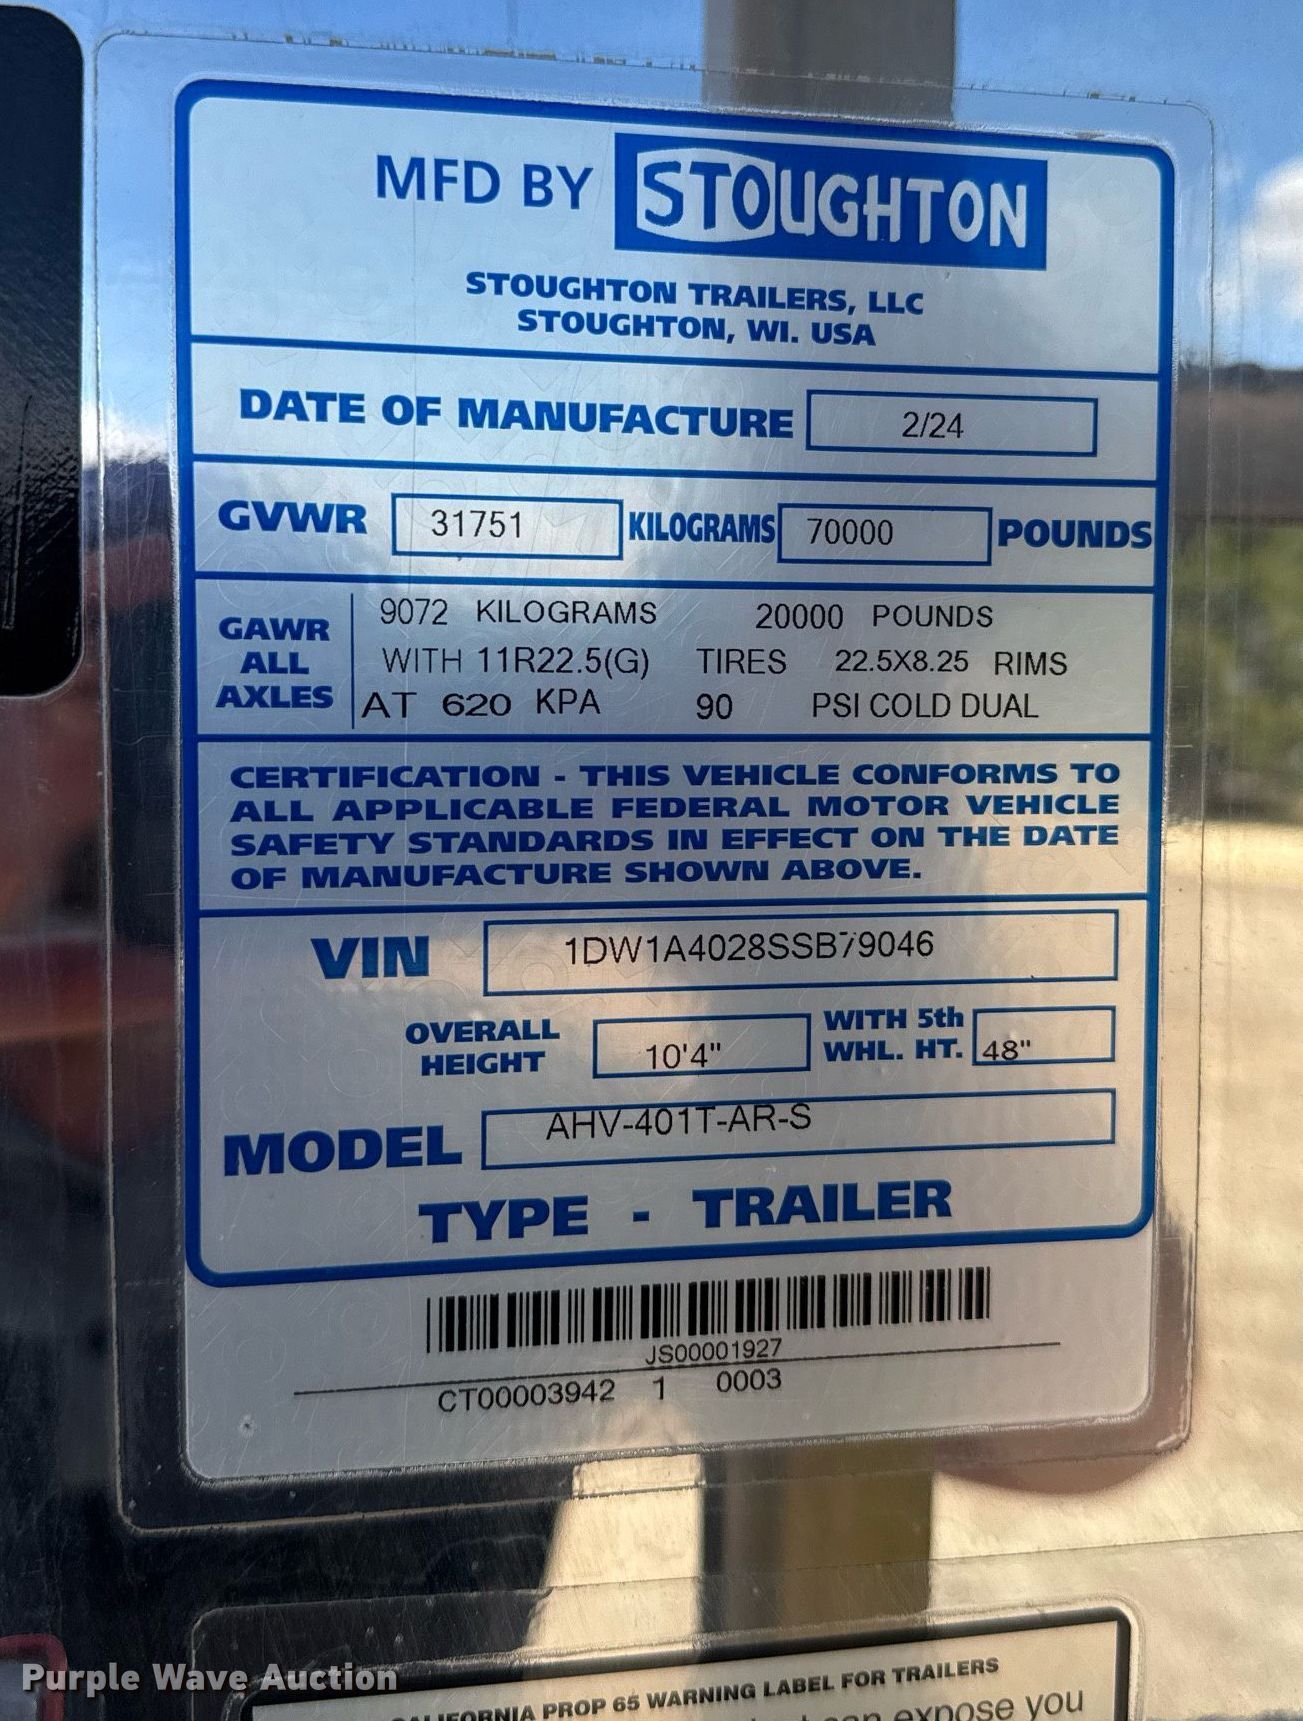 MFD BY STOUGHTON
STOUGHTON TRAILERS, LLC
STOUGHTON, WI. USA
DATE OF MANUFACTURE 2/24
GVWR 31751 KILOGRAMS 70000 POUNDS
GAWR ALL AXLES
9072 KILOGRAMS 20000 POUNDS
WITH 11R22.5(G) TIRES 22.5X8.25 RIMS
AT 620 KPA 90 PSI COLD DUAL
CERTIFICATION - THIS VEHICLE CONFORMS TO
ALL APPLICABLE FEDERAL MOTOR VEHICLE
SAFETY STANDARDS IN EFFECT ON THE DATE
OF MANUFACTURE SHOWN ABOVE.
VIN 1DW1A4028SSB79046
OVERALL HEIGHT 10'4" WITH 5th WHL. HT. 48"
MODEL AHV-401T-AR-S
TYPE - TRAILER
JS00001927
CT00003942 1 0003
CALIFORNIA PROP 65 WARNING LABEL FOR TRAILERS
can expose you
Purple Wave Auction